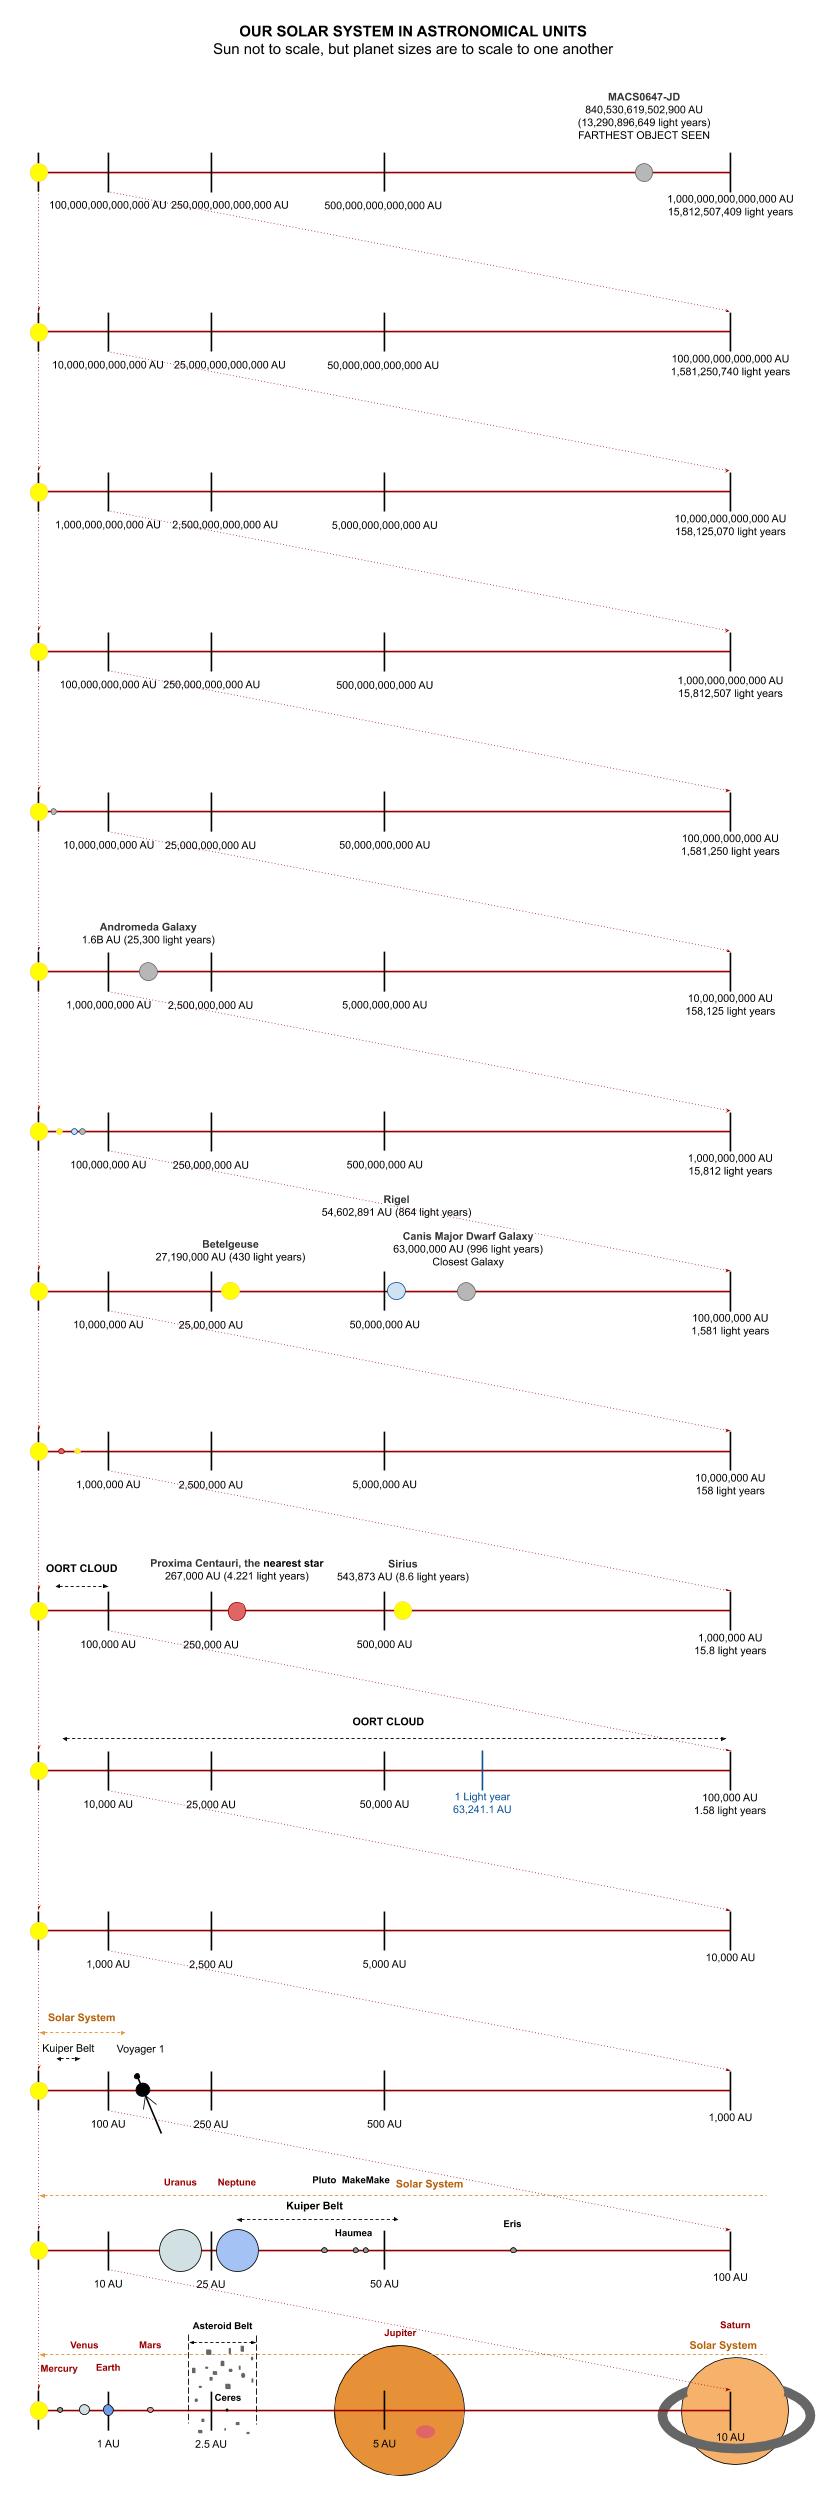 OUR SOLAR SYSTEM IN ASTRONOMICAL UNITS
Sun not to scale, but planet sizes are to scale to one another
MACS0647-JD
840,530,619,502,900 AU
(13,290,896,649 light years)
FARTHEST OBJECT SEEN
100,000,000,000,000 AU 250,000,000,000,000 AU 500,000,000,000,000 AU 1,000,000,000,000,000 AU
15,812,507,409 light years
10,000,000,000,000 AU 25,000,000,000,000 AU 50,000,000,000,000 AU 100,000,000,000,000 AU
1,581,250,740 light years
1,000,000,000,000 AU 2,500,000,000,000 AU 5,000,000,000,000 AU 10,000,000,000,000 AU
158,125,070 light years
100,000,000,000 AU 250,000,000,000 AU 500,000,000,000 AU 1,000,000,000,000 AU
15,812,507 light years
10,000,000,000 AU 25,000,000,000 AU 50,000,000,000 AU 100,000,000,000 AU
1,581,250 light years
Andromeda Galaxy
1.6B AU (25,300 light years)
1,000,000,000 AU 2,500,000,000 AU 5,000,000,000 AU 10,00,000,000 AU
158,125 light years
100,000,000 AU 250,000,000 AU 500,000,000 AU 1,000,000,000 AU
15,812 light years
Rigel
54,602,891 AU (864 light years)
Canis Major Dwarf Galaxy
63,000,000 AU (996 light years)
Closest Galaxy
Betelgeuse
27,190,000 AU (430 light years)
10,000,000 AU 25,00,000 AU 50,000,000 AU 100,000,000 AU
1,581 light years
1,000,000 AU 2,500,000 AU 5,000,000 AU 10,000,000 AU
158 light years
OORT CLOUD
Proxima Centauri, the nearest star
267,000 AU (4.221 light years)
Sirius
543,873 AU (8.6 light years)
100,000 AU 250,000 AU 500,000 AU 1,000,000 AU
15.8 light years
OORT CLOUD
1 Light year
63,241.1 AU
10,000 AU 25,000 AU 50,000 AU 100,000 AU
1.58 light years
1,000 AU 2,500 AU 5,000 AU 10,000 AU
Solar System
Kuiper Belt Voyager 1
100 AU 250 AU 500 AU 1,000 AU
Uranus Neptune Pluto MakeMake Solar System
Kuiper Belt
Haumea Eris
10 AU 25 AU 50 AU 100 AU
Asteroid Belt
Jupiter Saturn
Venus Mars Solar System
Mercury Earth
Ceres
1 AU 2.5 AU 5 AU 10 AU